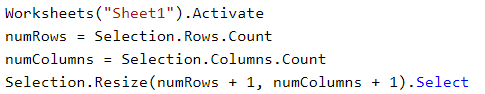 Worksheets("Sheet1").Activate
numRows = Selection.Rows.Count
numColumns = Selection.Columns.Count
Selection.Resize(numRows + 1, numColumns + 1).Select